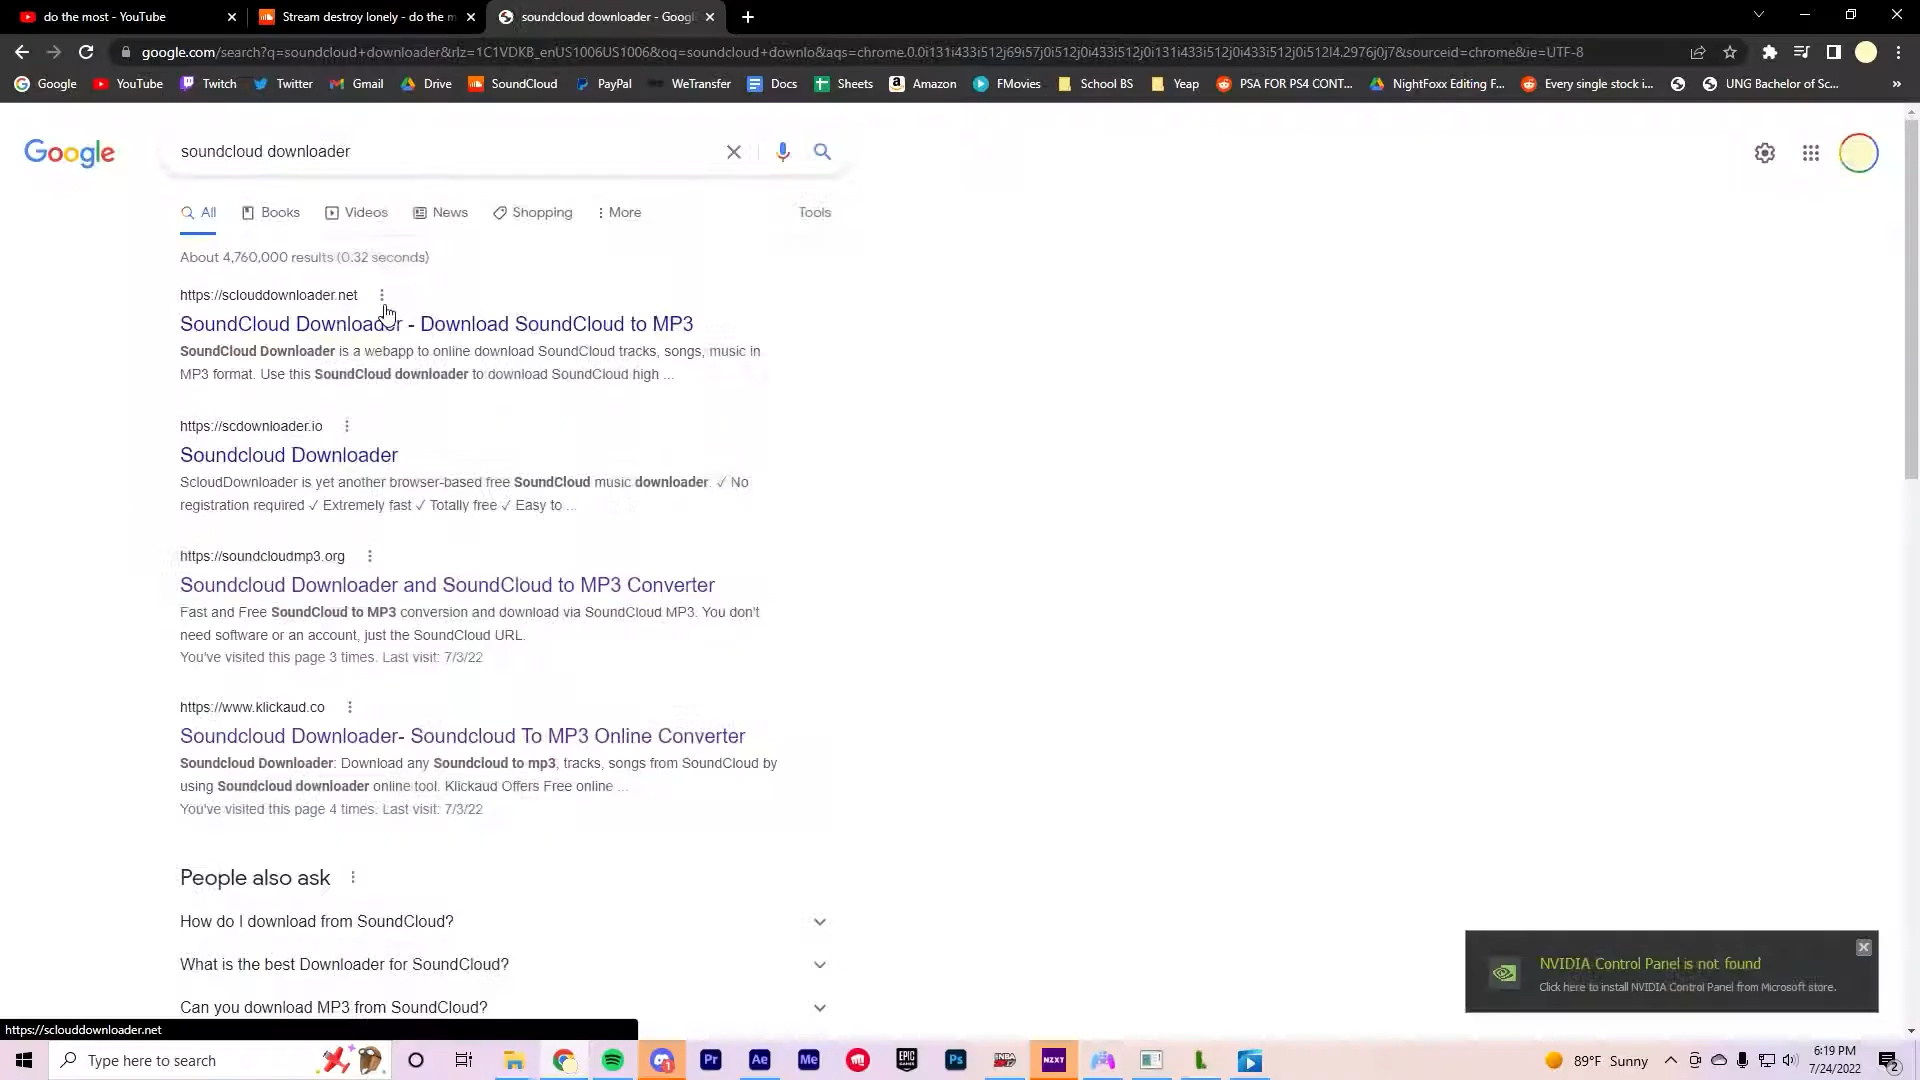 do the most - YouTube
Stream destroy lonely - do the m
soundcloud downloader - Googl
google.com/search?q=soundcloud+downloader&rlz=1C1VDKB_enUS1006US1006&oq=soundcloud+downlo&aqs=chrome.0.0i131i433i512j69i57j0i512j0i433i512j0i131i433i512j0i433i512j0i512l4.2976j0j7&sourceid=chrome&ie=UTF-8
Google YouTube Twitch Twitter Gmail Drive SoundCloud PayPal WeTransfer Docs Sheets Amazon FMovies School BS Yeap PSA FOR PS4 CONT... NightFoxx Editing F... Every single stock i... UNG Bachelor of Sc... »
Google
soundcloud downloader
All Books Videos News Shopping More Tools
About 4,760,000 results (0.32 seconds)
https://sclouddownloader.net
SoundCloud Downloader - Download SoundCloud to MP3
SoundCloud Downloader is a webapp to online download SoundCloud tracks, songs, music in
MP3 format. Use this SoundCloud downloader to download SoundCloud high ...
https://scdownloader.io
Soundcloud Downloader
ScloudDownloader is yet another browser-based free SoundCloud music downloader. ✓ No
registration required ✓ Extremely fast ✓ Totally free ✓ Easy to ...
https://soundcloudmp3.org
Soundcloud Downloader and SoundCloud to MP3 Converter
Fast and Free SoundCloud to MP3 conversion and download via SoundCloud MP3. You don't
need software or an account, just the SoundCloud URL.
You've visited this page 3 times. Last visit: 7/3/22
https://www.klickaud.co
Soundcloud Downloader- Soundcloud To MP3 Online Converter
Soundcloud Downloader: Download any Soundcloud to mp3, tracks, songs from SoundCloud by
using Soundcloud downloader online tool. Klickaud Offers Free online ...
You've visited this page 4 times. Last visit: 7/3/22
People also ask
How do I download from SoundCloud?
What is the best Downloader for SoundCloud?
Can you download MP3 from SoundCloud?
NVIDIA Control Panel is not found
Click here to install NVIDIA Control Panel from Microsoft store.
https://sclouddownloader.net
Type here to search
1
Pr Ae Me EPIC GAMES Ps NZXT
89°F Sunny
6:19 PM
7/24/2022
2